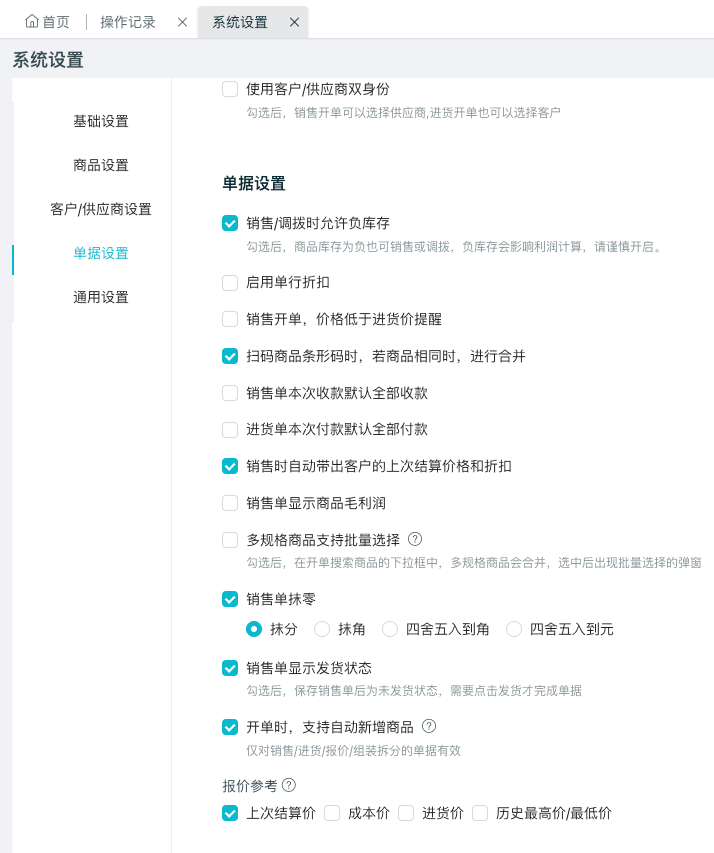 首页 操作记录 系统设置
系统设置
基础设置
商品设置
客户/供应商设置
单据设置
通用设置
使用客户/供应商双身份
勾选后，销售开单可以选择供应商,进货开单也可以选择客户
单据设置
销售/调拨时允许负库存
勾选后，商品库存为负也可销售或调拨，负库存会影响利润计算，请谨慎开启。
启用单行折扣
销售开单，价格低于进货价提醒
扫码商品条形码时，若商品相同时，进行合并
销售单本次收款默认全部收款
进货单本次付款默认全部付款
销售时自动带出客户的上次结算价格和折扣
销售单显示商品毛利润
多规格商品支持批量选择 ?
勾选后，在开单搜索商品的下拉框中，多规格商品会合并，选中后出现批量选择的弹窗
销售单抹零
抹分 抹角 四舍五入到角 四舍五入到元
销售单显示发货状态
勾选后，保存销售单后为未发货状态，需要点击发货才完成单据
开单时，支持自动新增商品 ?
仅对销售/进货/报价/组装拆分的单据有效
报价参考 ?
上次结算价 成本价 进货价 历史最高价/最低价